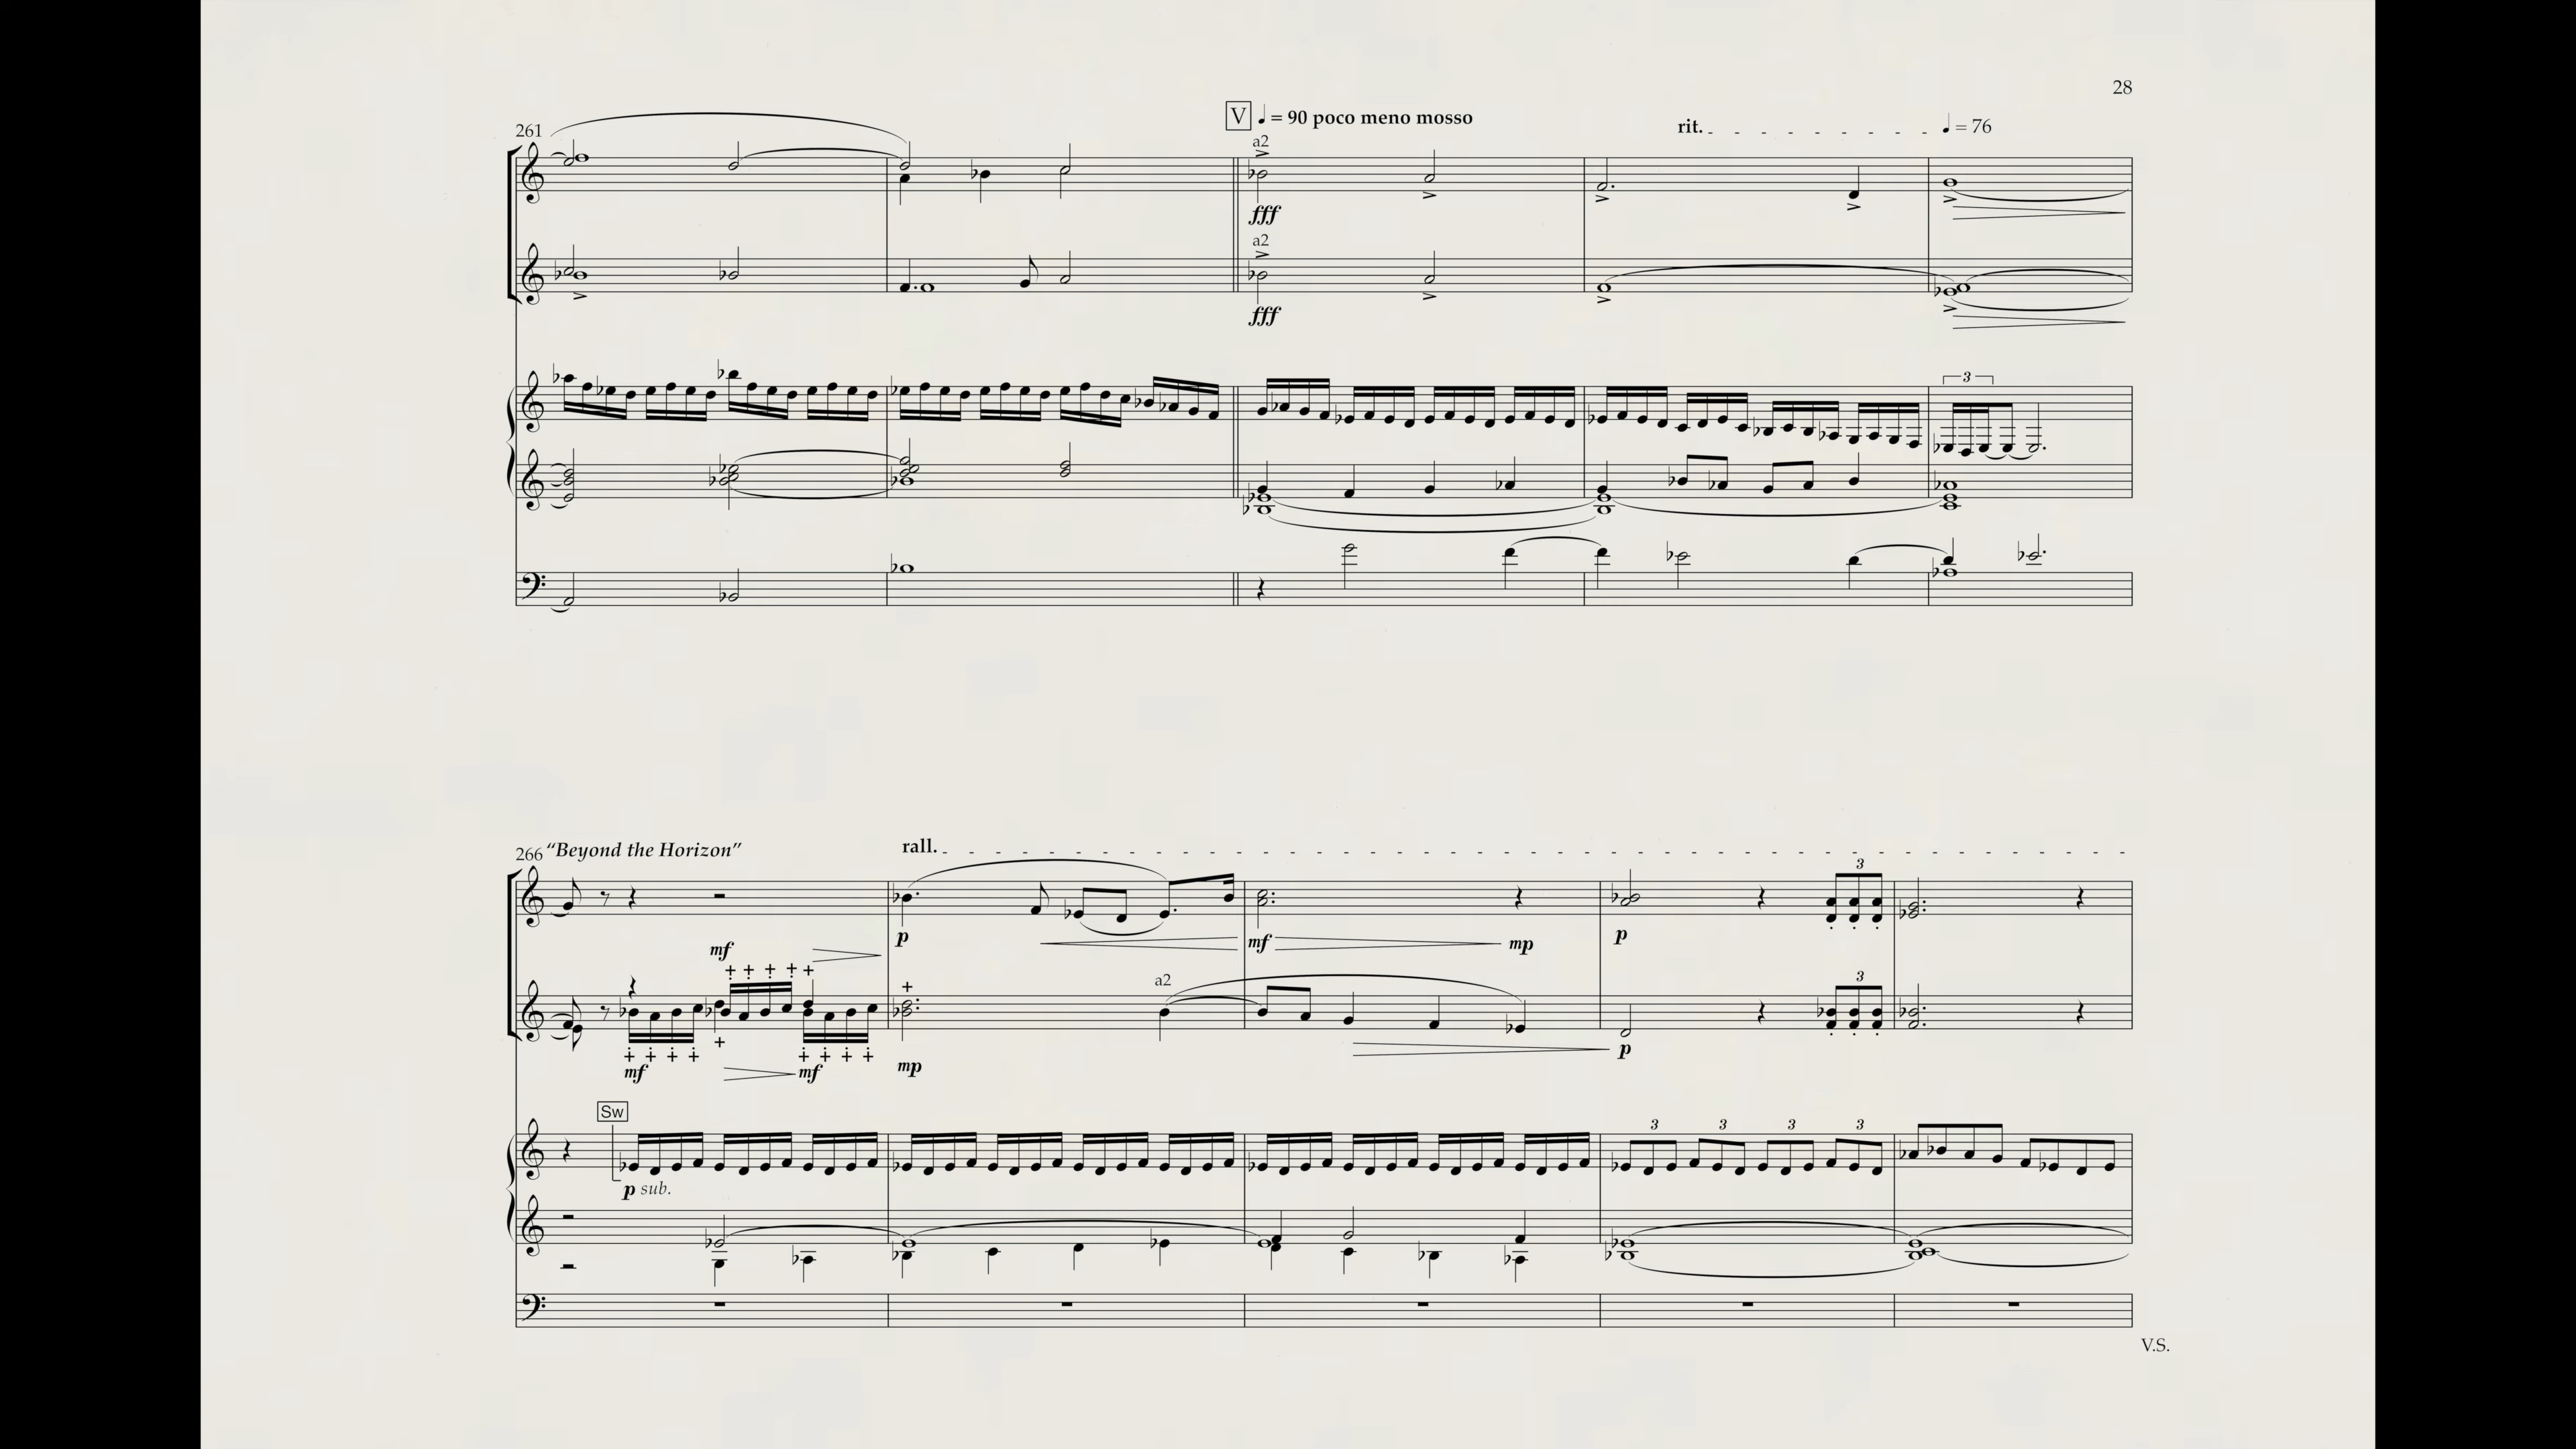 28
V ♩ = 90 poco meno mosso
rit. ♩ = 76
261
a2
fff
a2
fff
3
266 “Beyond the Horizon”
rall.
3
p
mf
mp
p
mf
a2
3
mf
mf
mp
p
Sw
3 3 3 3
p sub.
V.S.